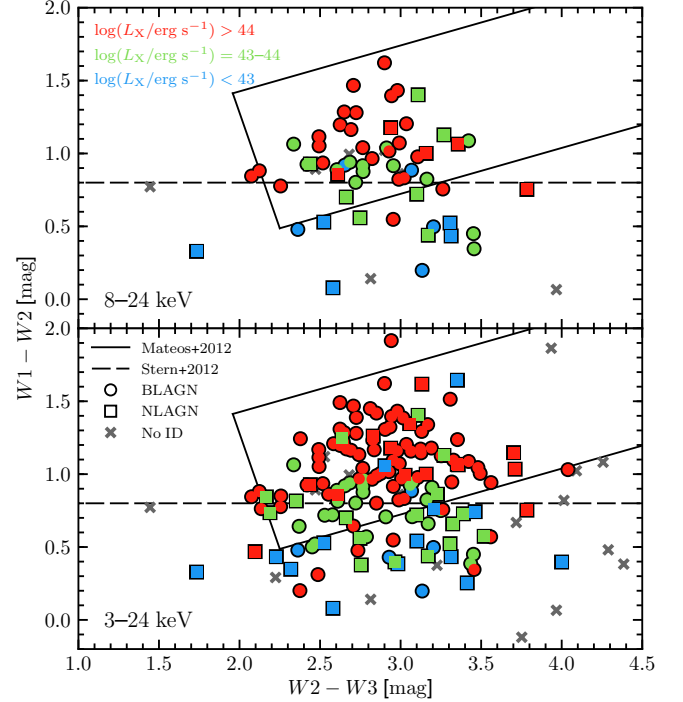 2.0
log(L_X/erg s^−1) > 44
log(L_X/erg s^−1) = 43–44
log(L_X/erg s^−1) < 43
1.5
1.0
0.5
0.0
8–24 keV
W1 − W2 [mag]
2.0
Mateos+2012
Stern+2012
BLAGN
NLAGN
No ID
1.5
1.0
0.5
0.0
3–24 keV
1.0 1.5 2.0 2.5 3.0 3.5 4.0 4.5
W2 − W3 [mag]